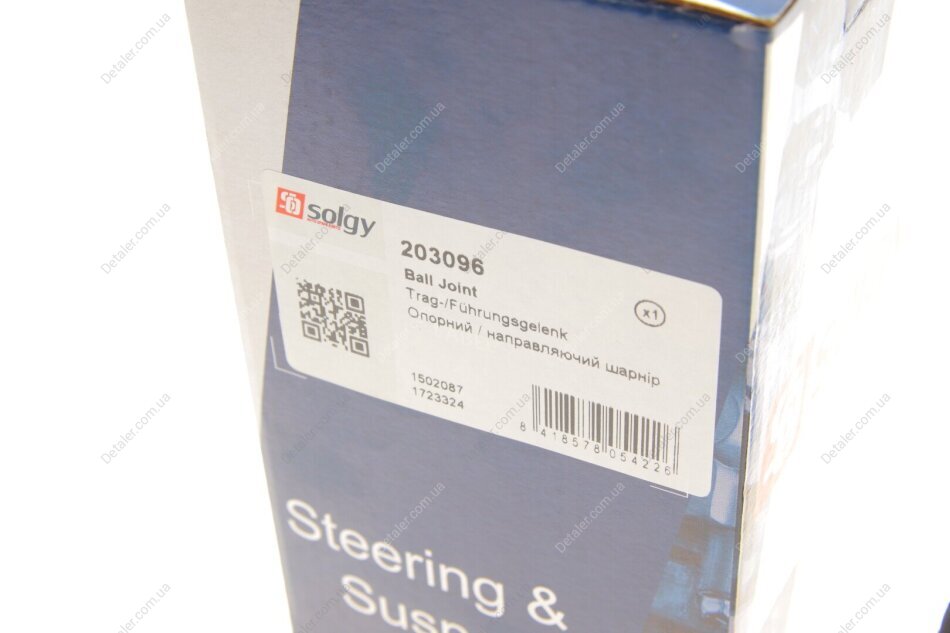 solgy
203096
Ball Joint
Trag-/Führungsgelenk
Опорний / направляючий шарнір
x1
1502087
1723324
8 418578 054226
Steering &
Susp
Detaler.com.ua